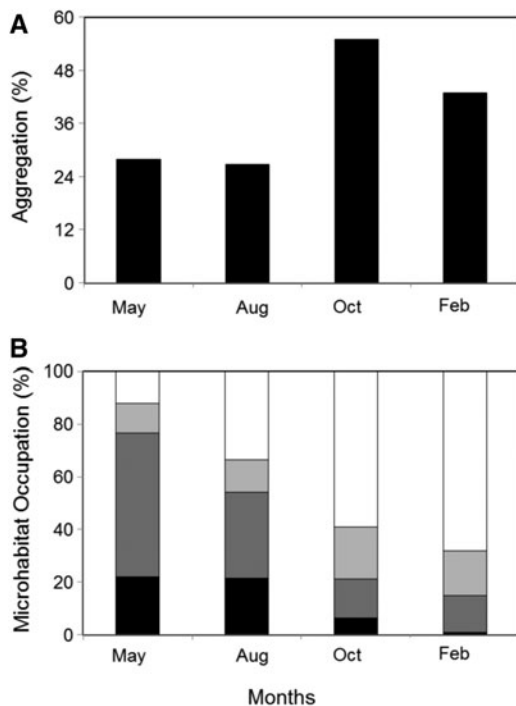 A
Aggregation (%)
60
48
36
24
12
0
May Aug Oct Feb
B
Microhabitat Occupation (%)
100
80
60
40
20
0
May Aug Oct Feb
Months